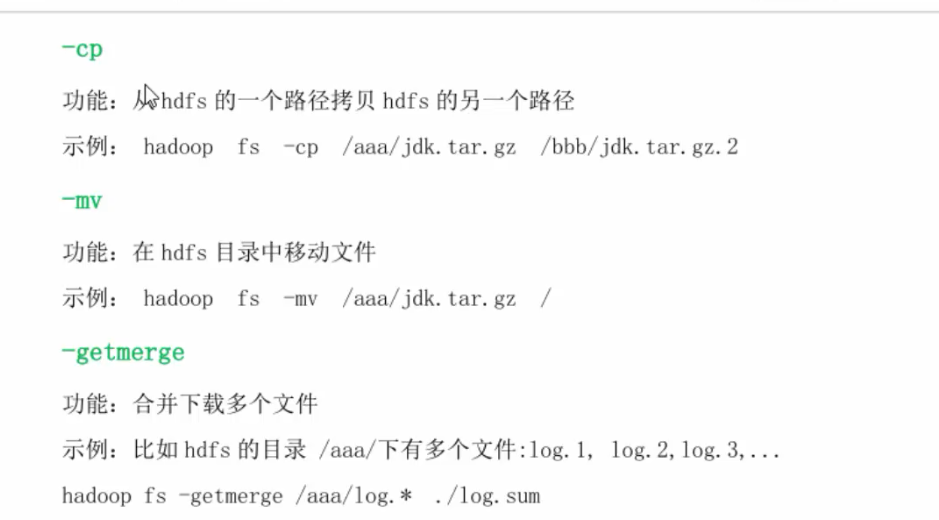 -cp
功能：从hdfs 的一个路径拷贝 hdfs 的另一个路径
示例： hadoop fs -cp /aaa/jdk.tar.gz /bbb/jdk.tar.gz.2
-mv
功能：在 hdfs 目录中移动文件
示例： hadoop fs -mv /aaa/jdk.tar.gz /
-getmerge
功能：合并下载多个文件
示例：比如 hdfs 的目录 /aaa/下有多个文件:log.1, log.2,log.3,...
hadoop fs -getmerge /aaa/log.* ./log.sum